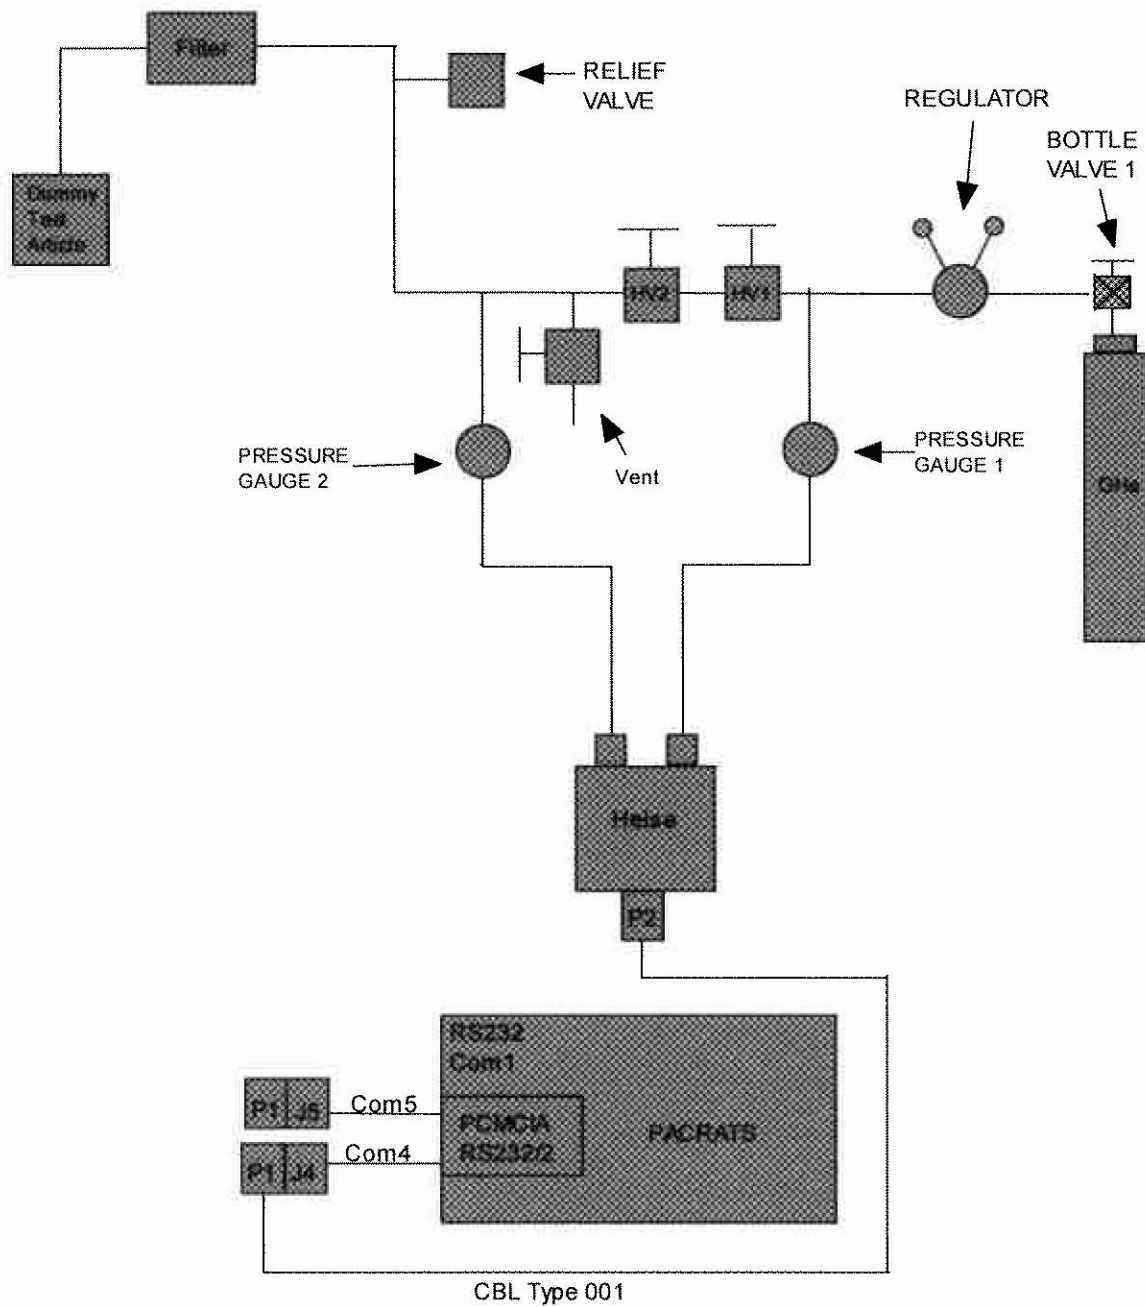 Filter
RELIEF
VALVE
REGULATOR
BOTTLE
VALVE 1
Dummy
Test
Article
HV2
HV1
PRESSURE
GAUGE 2
Vent
PRESSURE
GAUGE 1
GHe
Heise
P2
RS232
Com1
P1 J5
Com5
PCMCIA
RS232/2
PACRATS
P1 J4
Com4
CBL Type 001